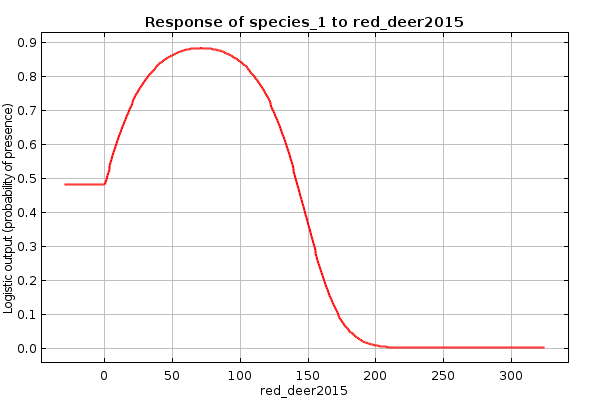 Response of species_1 to red_deer2015
Logistic output (probability of presence)
0.9
0.8
0.7
0.6
0.5
0.4
0.3
0.2
0.1
0.0
0 50 100 150 200 250 300
red_deer2015